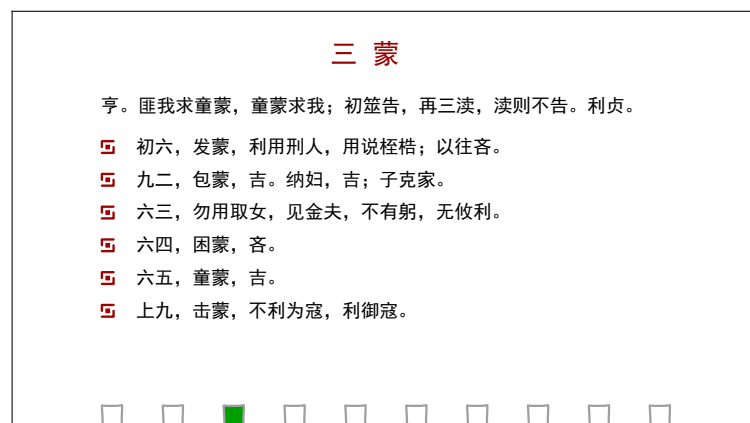 三 蒙
亨。匪我求童蒙，童蒙求我；初筮告，再三渎，渎则不告。利贞。
初六，发蒙，利用刑人，用说桎梏；以往吝。
九二，包蒙，吉。纳妇，吉；子克家。
六三，勿用取女，见金夫，不有躬，无攸利。
六四，困蒙，吝。
六五，童蒙，吉。
上九，击蒙，不利为寇，利御寇。